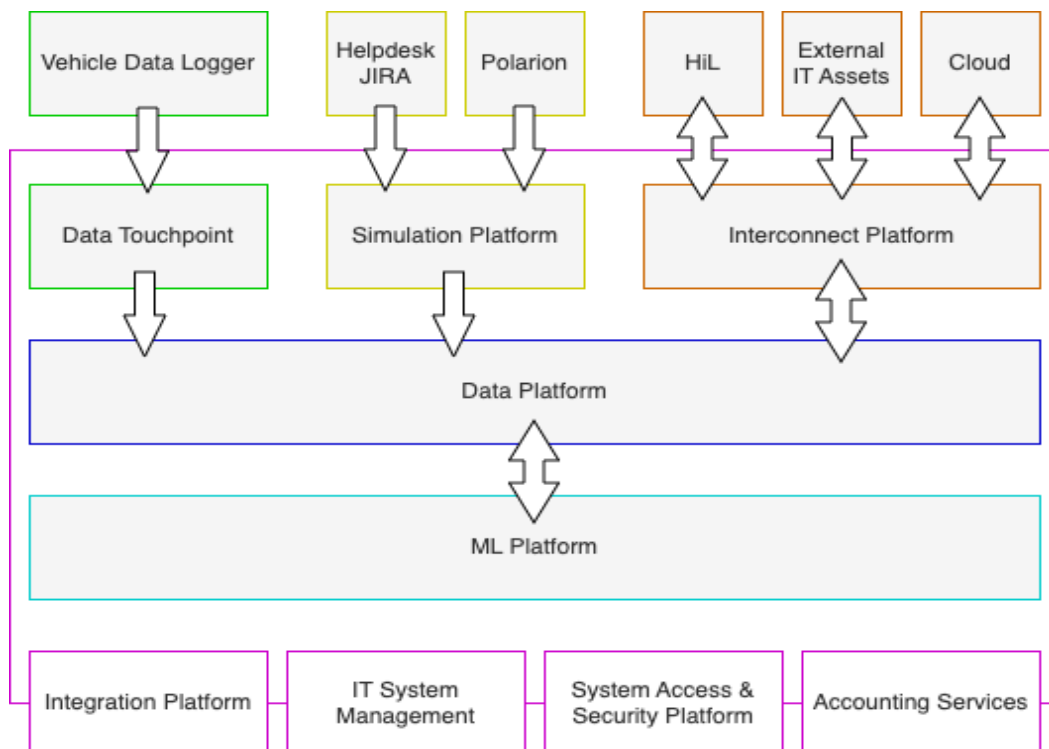 Vehicle Data Logger
Helpdesk
JIRA
Polarion
HiL
External
IT Assets
Cloud
Data Touchpoint
Simulation Platform
Interconnect Platform
Data Platform
ML Platform
Integration Platform
IT System
Management
System Access &
Security Platform
Accounting Services